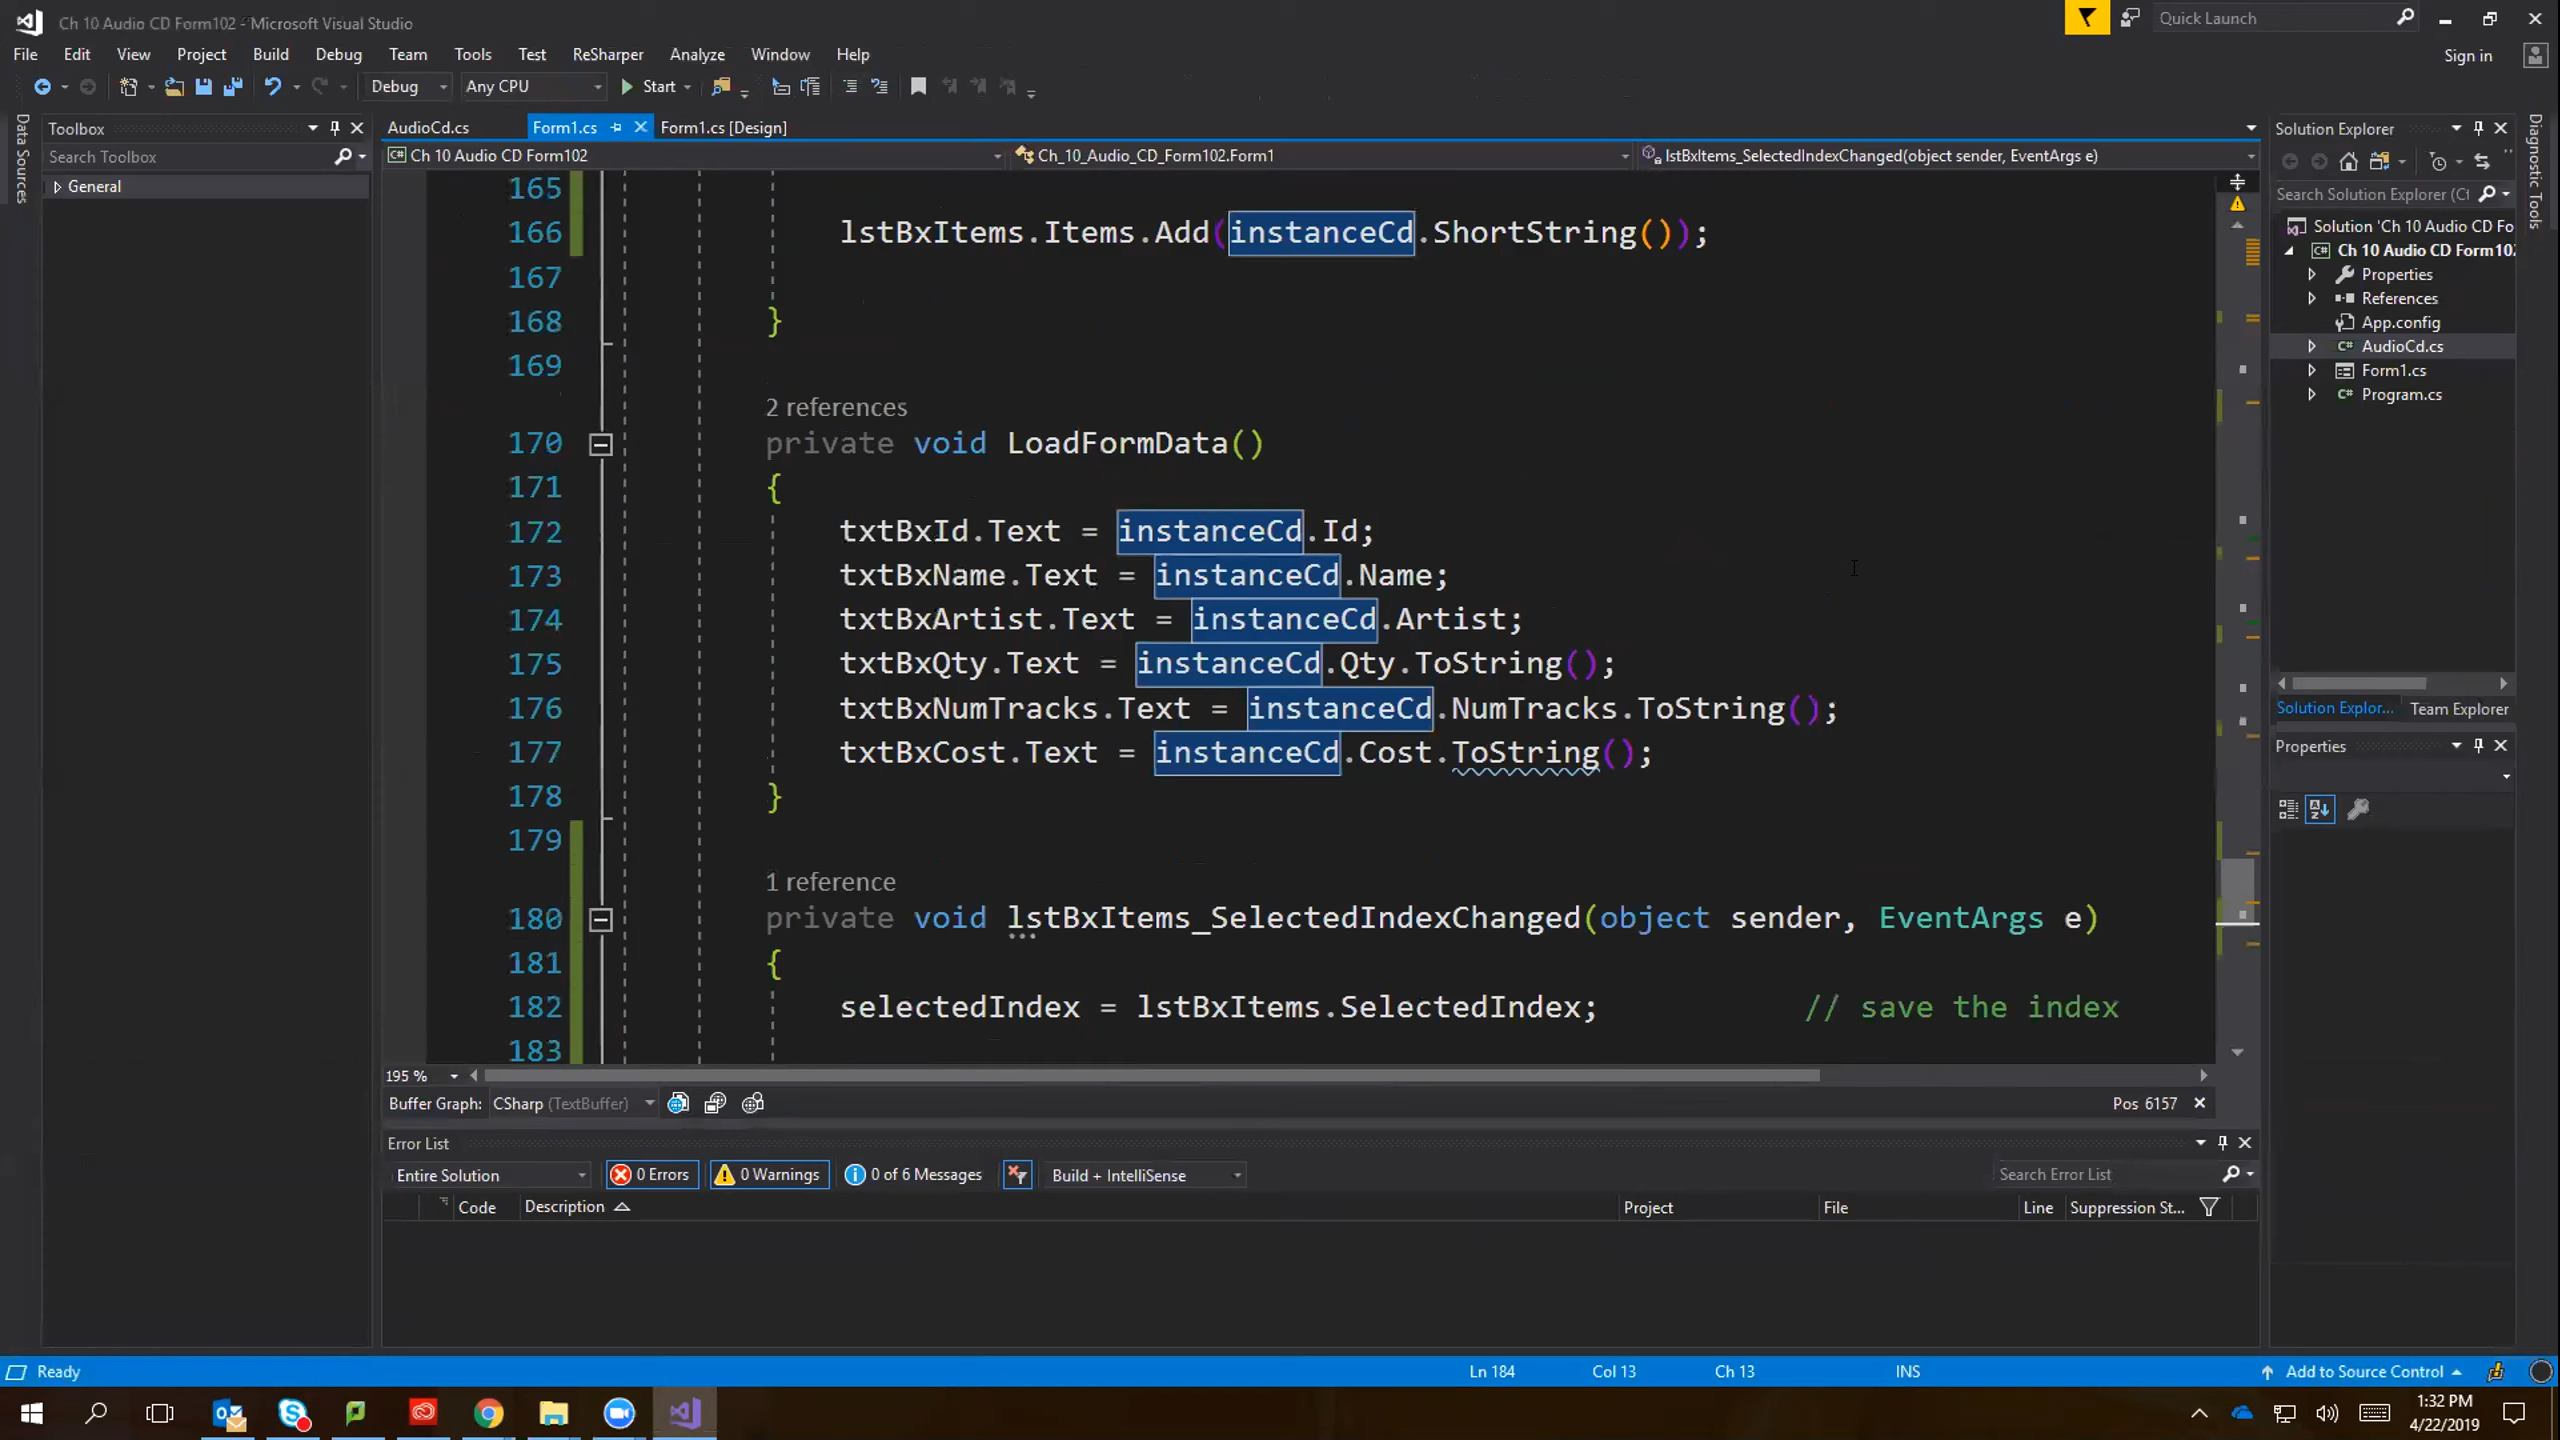 Ch 10 Audio CD Form102 - Microsoft Visual Studio
Quick Launch
File Edit View Project Build Debug Team Tools Test ReSharper Analyze Window Help
Sign in
Debug Any CPU Start
Data Sources
Toolbox
Search Toolbox
General
AudioCd.cs Form1.cs Form1.cs [Design]
Ch 10 Audio CD Form102 Ch_10_Audio_CD_Form102.Form1 lstBxItems_SelectedIndexChanged(object sender, EventArgs e)
165
166 lstBxItems.Items.Add(instanceCd.ShortString());
167
168 }
169
2 references
170 private void LoadFormData()
171 {
172 txtBxId.Text = instanceCd.Id;
173 txtBxName.Text = instanceCd.Name;
174 txtBxArtist.Text = instanceCd.Artist;
175 txtBxQty.Text = instanceCd.Qty.ToString();
176 txtBxNumTracks.Text = instanceCd.NumTracks.ToString();
177 txtBxCost.Text = instanceCd.Cost.ToString();
178 }
179
1 reference
180 private void lstBxItems_SelectedIndexChanged(object sender, EventArgs e)
181 {
182 selectedIndex = lstBxItems.SelectedIndex; // save the index
183
195 %
Buffer Graph: CSharp (TextBuffer) Pos 6157
Error List
Entire Solution 0 Errors 0 Warnings 0 of 6 Messages Build + IntelliSense Search Error List
Code Description Project File Line Suppression St...
Solution Explorer
Search Solution Explorer (Ct
Solution 'Ch 10 Audio CD Fo
Ch 10 Audio CD Form102
Properties
References
App.config
AudioCd.cs
Form1.cs
Program.cs
Solution Explor... Team Explorer
Properties
Diagnostic Tools
Ready Ln 184 Col 13 Ch 13 INS Add to Source Control
1:32 PM
4/22/2019